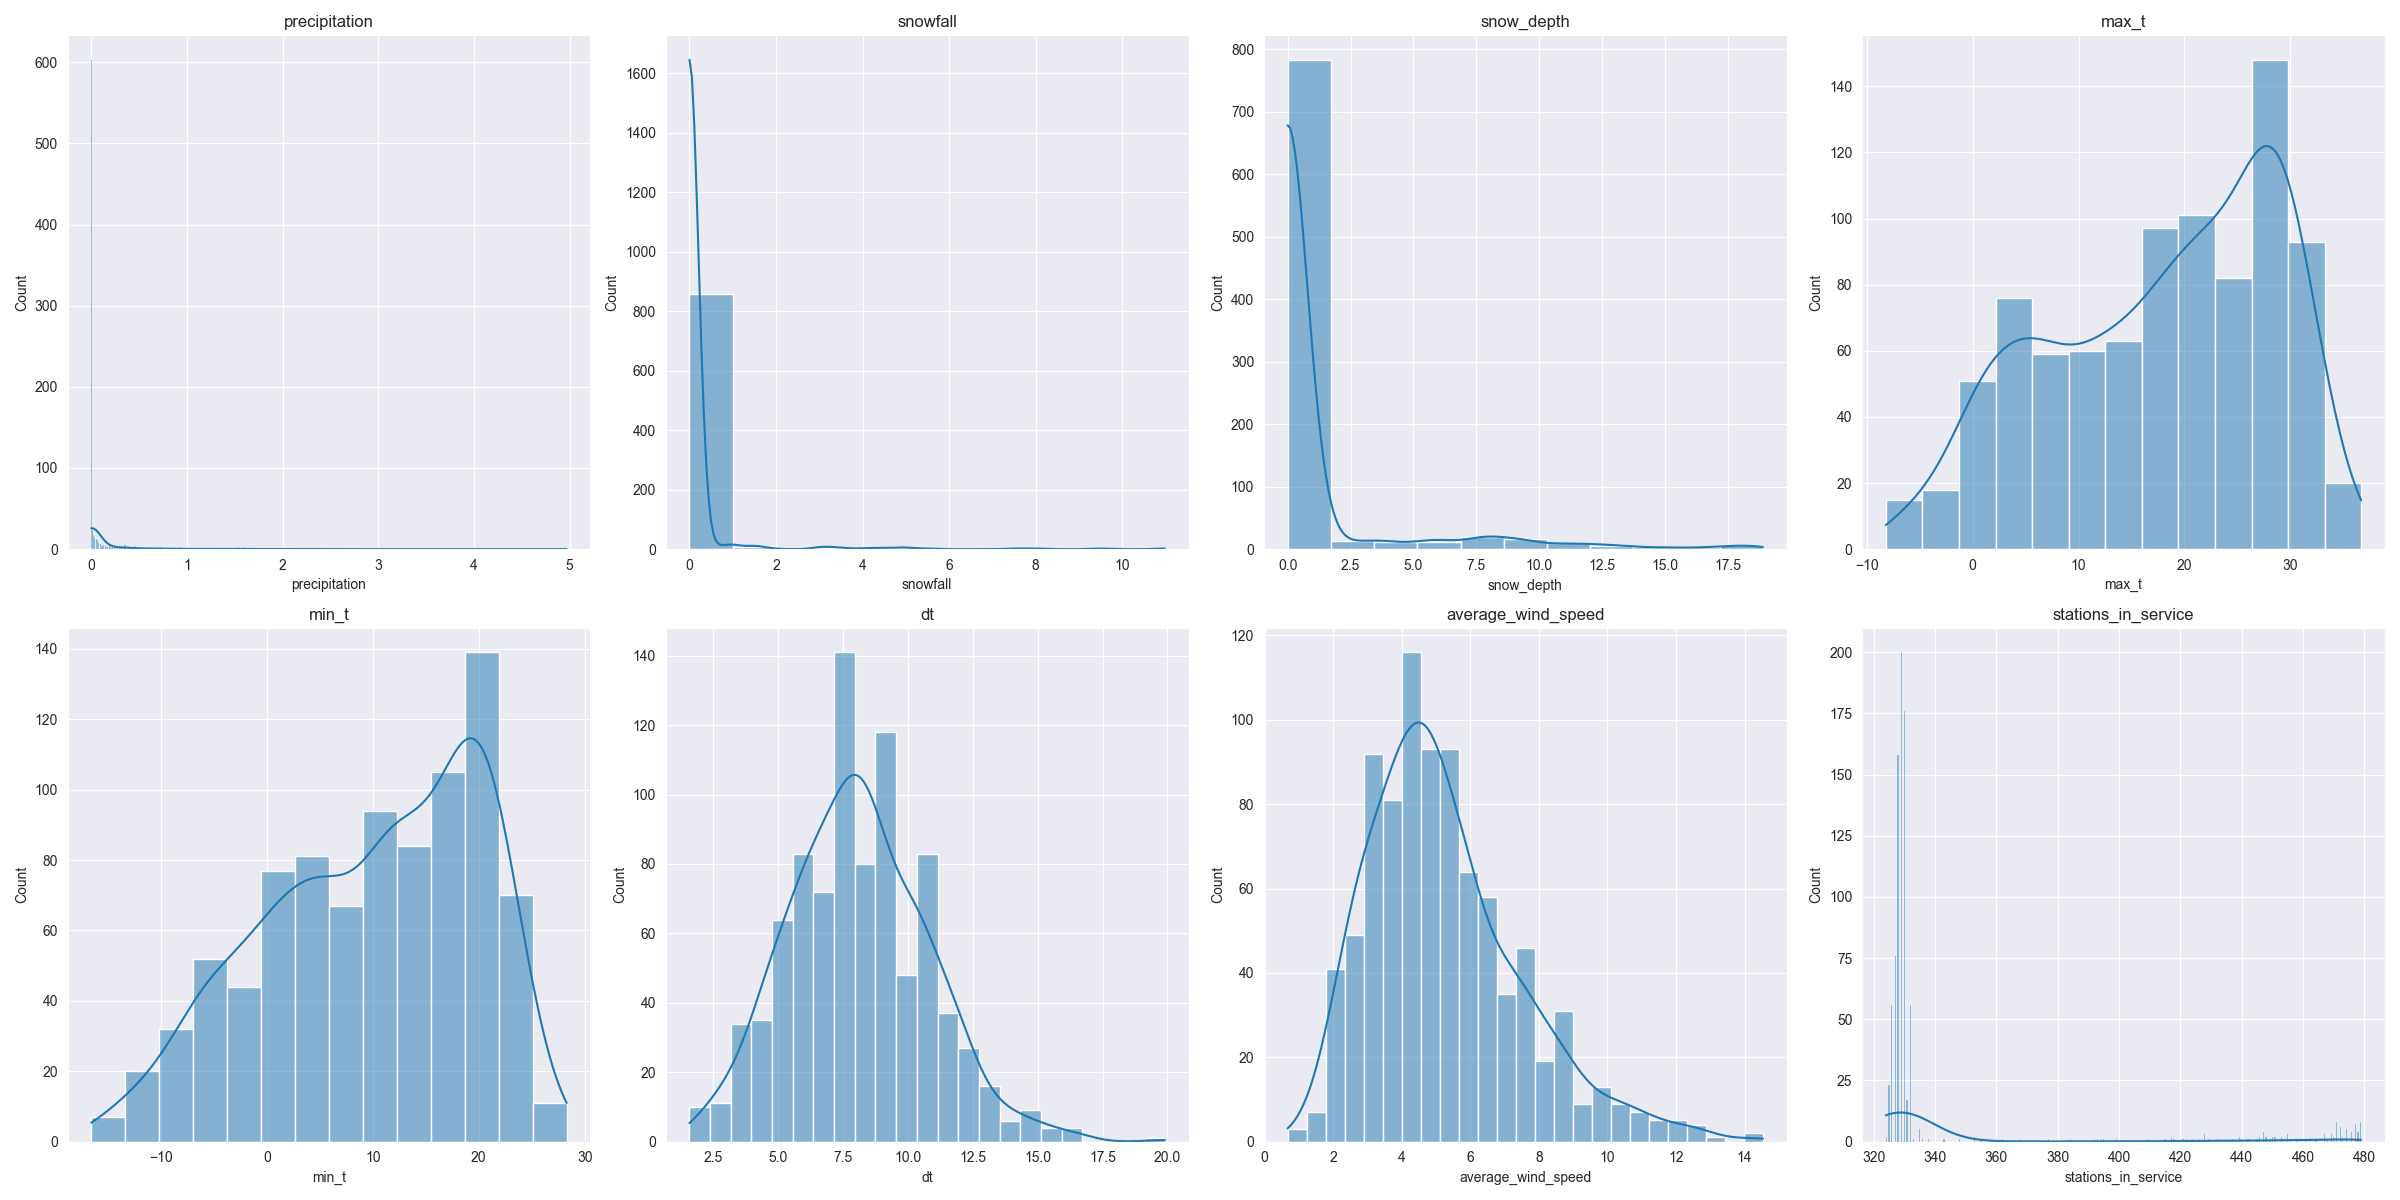 precipitation
600
500
400
300
200
100
0
Count
0 1 2 3 4 5
precipitation
snowfall
1600
1400
1200
1000
800
600
400
200
0
Count
0 2 4 6 8 10
snowfall
snow_depth
800
700
600
500
400
300
200
100
0
Count
0.0 2.5 5.0 7.5 10.0 12.5 15.0 17.5
snow_depth
max_t
140
120
100
80
60
40
20
0
Count
−10 0 10 20 30
max_t
min_t
140
120
100
80
60
40
20
0
Count
−10 0 10 20 30
min_t
dt
140
120
100
80
60
40
20
0
Count
2.5 5.0 7.5 10.0 12.5 15.0 17.5 20.0
dt
average_wind_speed
120
100
80
60
40
20
0
Count
0 2 4 6 8 10 12 14
average_wind_speed
stations_in_service
200
175
150
125
100
75
50
25
0
Count
320 340 360 380 400 420 440 460 480
stations_in_service